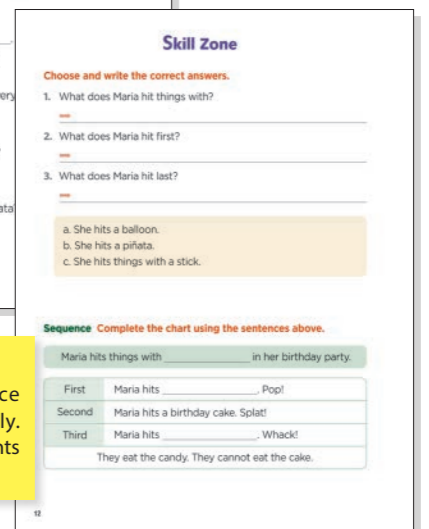 Skill Zone
Choose and write the correct answers.
1. What does Maria hit things with?
2. What does Maria hit first?
3. What does Maria hit last?
a. She hits a balloon.
b. She hits a piñata.
c. She hits things with a stick.
Sequence Complete the chart using the sentences above.
Maria hits things with ____________ in her birthday party.
First Maria hits ____________. Pop!
Second Maria hits a birthday cake. Splat!
Third Maria hits ____________. Whack!
They eat the candy. They cannot eat the cake.
12